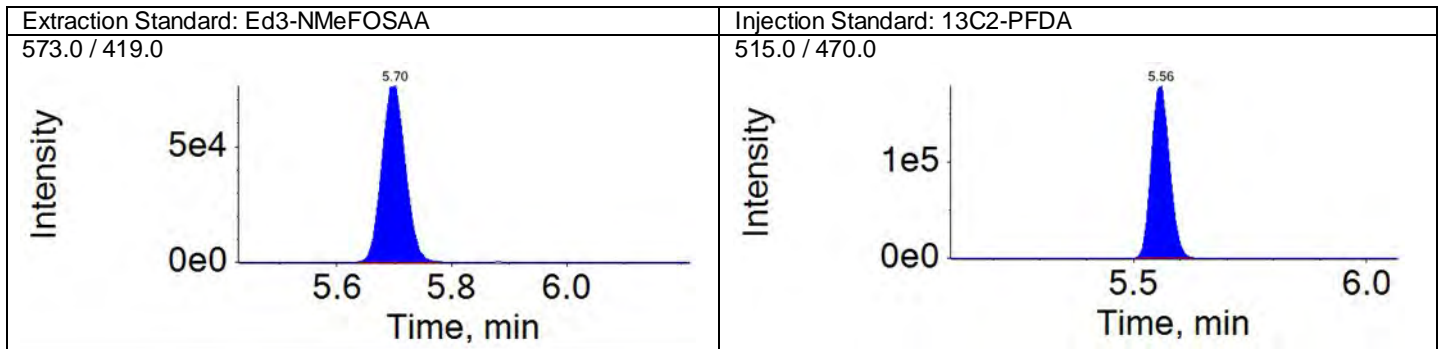 Extraction Standard: Ed3-NMeFOSAA
573.0 / 419.0
5.70
Intensity
5e4
0e0
5.6 5.8 6.0
Time, min
Injection Standard: 13C2-PFDA
515.0 / 470.0
5.56
Intensity
1e5
0e0
5.5 6.0
Time, min